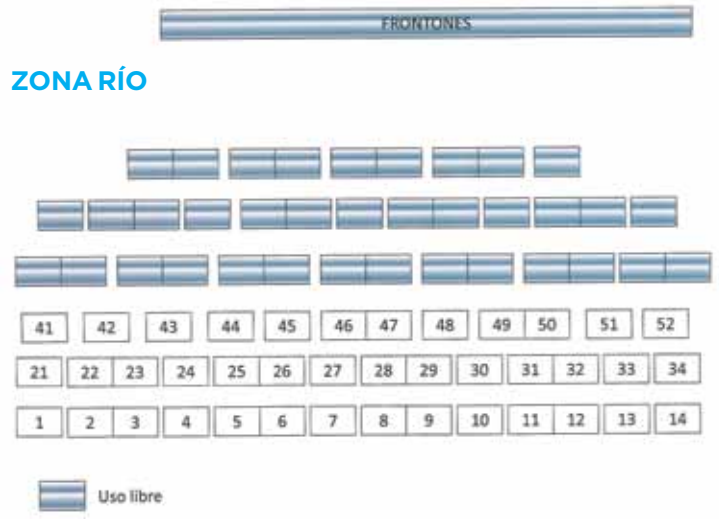 FRONTONES
ZONA RÍO
41 42 43 44 45 46 47 48 49 50 51 52
21 22 23 24 25 26 27 28 29 30 31 32 33 34
1 2 3 4 5 6 7 8 9 10 11 12 13 14
Uso libre